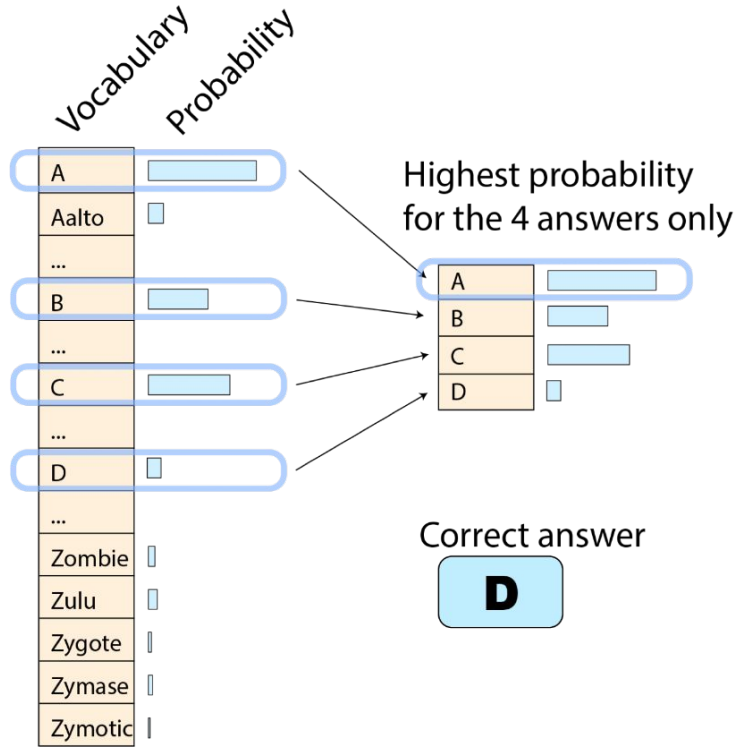 Vocabulary
Probability
A
Aalto
...
B
...
C
...
D
...
Zombie
Zulu
Zygote
Zymase
Zymotic
Highest probability
for the 4 answers only
A
B
C
D
Correct answer
D